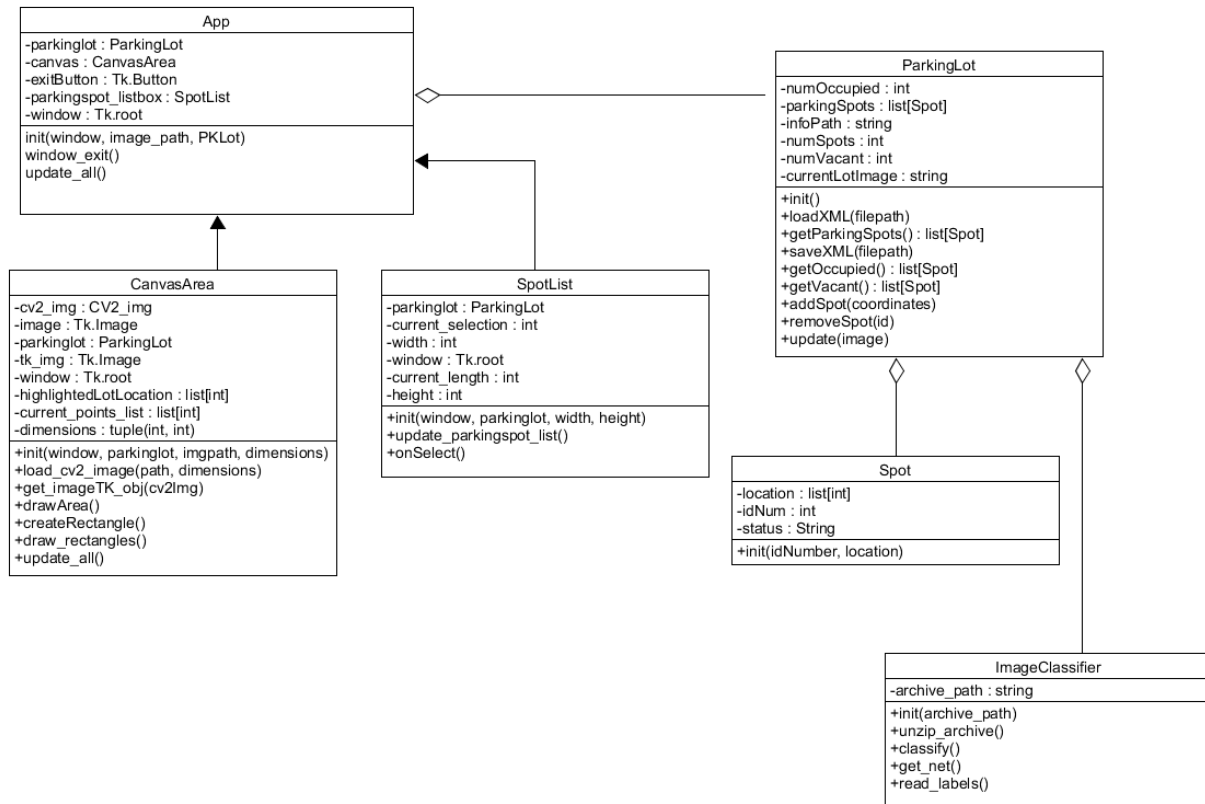 App
-parkinglot : ParkingLot
-canvas : CanvasArea
-exitButton : Tk.Button
-parkingspot_listbox : SpotList
-window : Tk.root
init(window, image_path, PKLot)
window_exit()
update_all()
ParkingLot
-numOccupied : int
-parkingSpots : list[Spot]
-infoPath : string
-numSpots : int
-numVacant : int
-currentLotImage : string
+init()
+loadXML(filepath)
+getParkingSpots() : list[Spot]
+saveXML(filepath)
+getOccupied() : list[Spot]
+getVacant() : list[Spot]
+addSpot(coordinates)
+removeSpot(id)
+update(image)
CanvasArea
-cv2_img : CV2_img
-image : Tk.Image
-parkinglot : ParkingLot
-tk_img : Tk.Image
-window : Tk.root
-highlightedLotLocation : list[int]
-current_points_list : list[int]
-dimensions : tuple(int, int)
+init(window, parkinglot, imgpath, dimensions)
+load_cv2_image(path, dimensions)
+get_imageTK_obj(cv2Img)
+drawArea()
+createRectangle()
+draw_rectangles()
+update_all()
SpotList
-parkinglot : ParkingLot
-current_selection : int
-width : int
-window : Tk.root
-current_length : int
-height : int
+init(window, parkinglot, width, height)
+update_parkingspot_list()
+onSelect()
Spot
-location : list[int]
-idNum : int
-status : String
+init(idNumber, location)
ImageClassifier
-archive_path : string
+init(archive_path)
+unzip_archive()
+classify()
+get_net()
+read_labels()